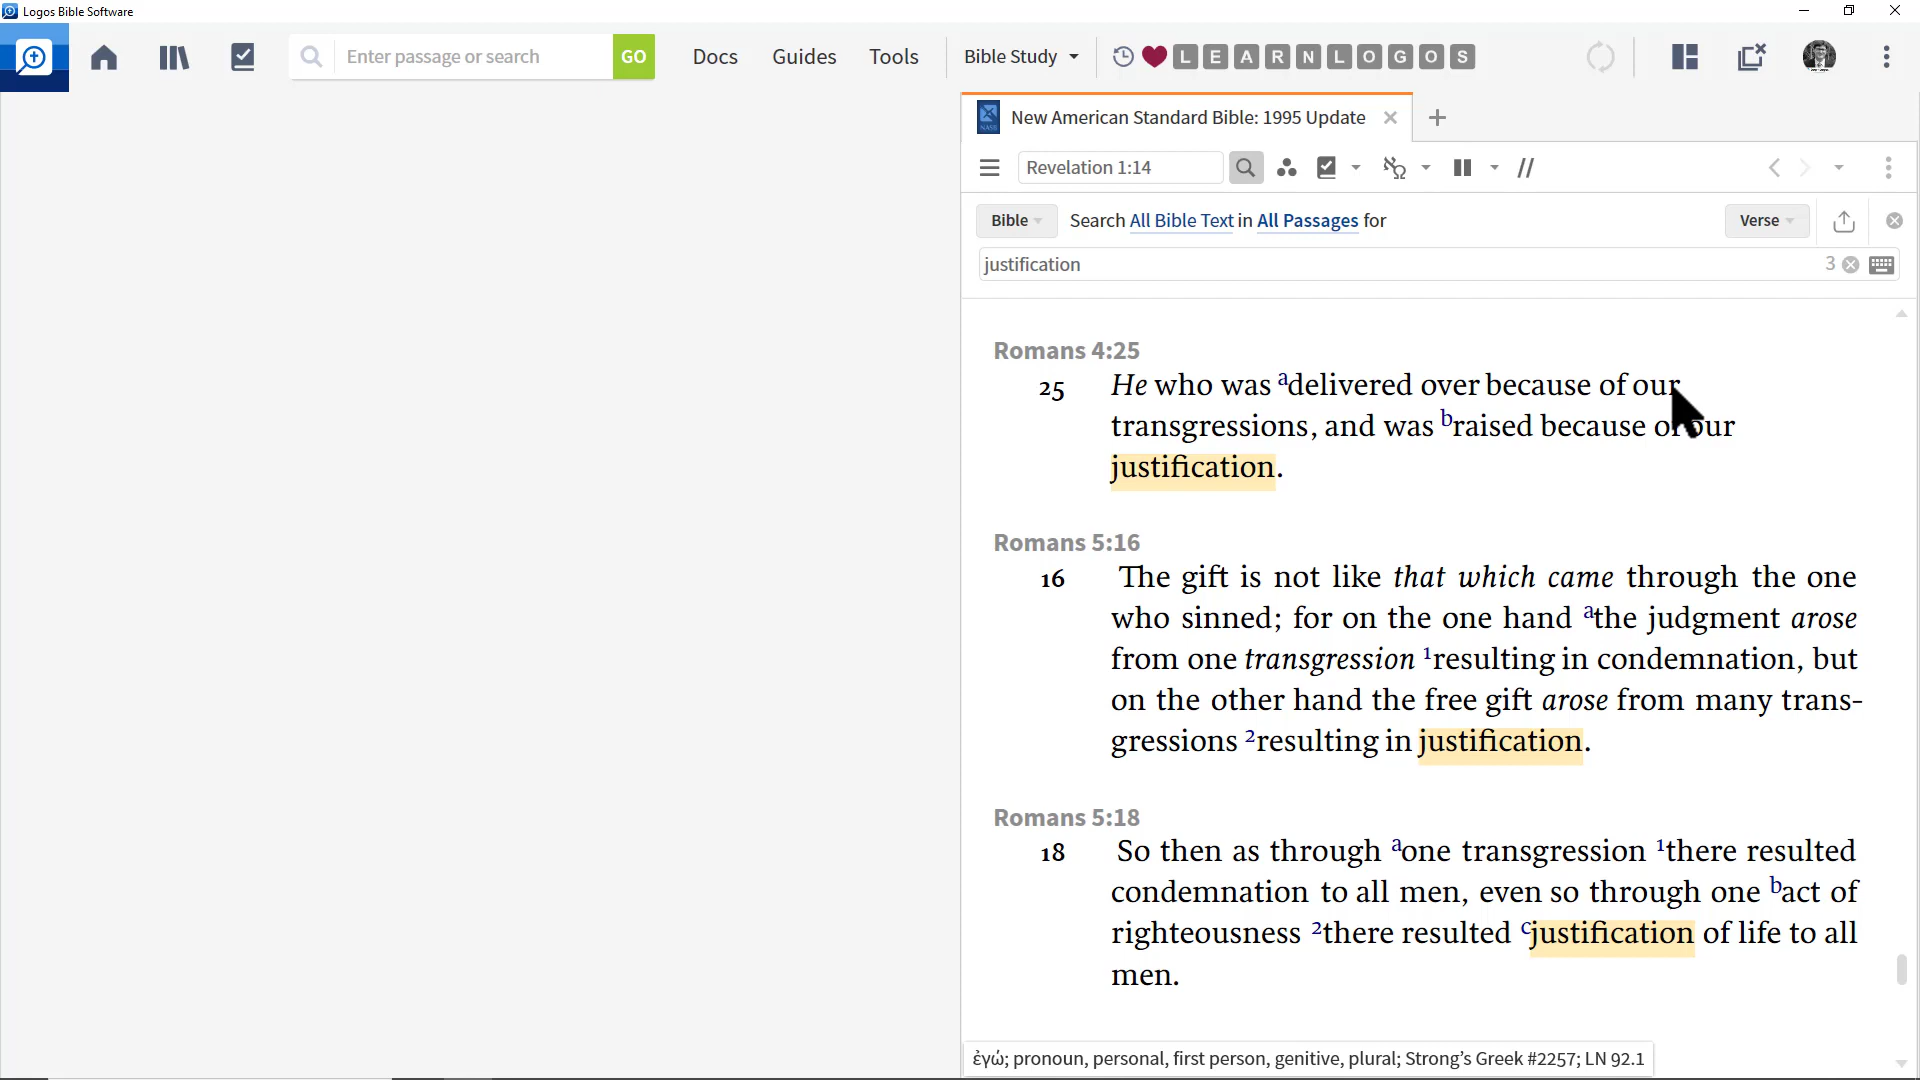 Logos Bible Software
Enter passage or search GO Docs Guides Tools Bible Study L E A R N L O G O S
NASB New American Standard Bible: 1995 Update
Revelation 1:14
Bible Search All Bible Text in All Passages for Verse
justification 3
Romans 4:25
25 He who was adelivered over because of our
transgressions, and was braised because of our
justification.
Romans 5:16
16 The gift is not like that which came through the one
who sinned; for on the one hand athe judgment arose
from one transgression 1resulting in condemnation, but
on the other hand the free gift arose from many trans-
gressions 2resulting in justification.
Romans 5:18
18 So then as through aone transgression 1there resulted
condemnation to all men, even so through one bact of
righteousness 2there resulted cjustification of life to all
men.
ἐγώ; pronoun, personal, first person, genitive, plural; Strong’s Greek #2257; LN 92.1